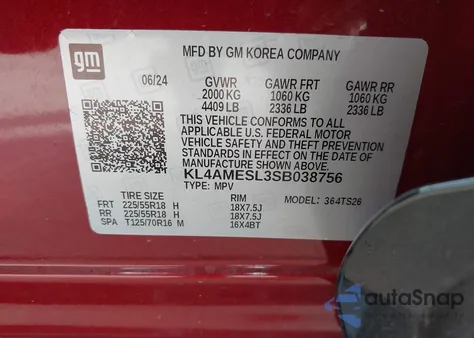 gm
MFD BY GM KOREA COMPANY
06/24 GVWR GAWR FRT GAWR RR
2000 KG 1060 KG 1060 KG
4409 LB 2336 LB 2336 LB
THIS VEHICLE CONFORMS TO ALL
APPLICABLE U.S. FEDERAL MOTOR
VEHICLE SAFETY AND THEFT PREVENTION
STANDARDS IN EFFECT ON THE DATE OF
MANUFACTURE SHOWN ABOVE.
KL4AMESL3SB038756
TYPE: MPV
TIRE SIZE RIM MODEL: 364TS26
FRT 225/55R18 H 18X7.5J
RR 225/55R18 H 18X7.5J
SPA T125/70R16 M 16X4BT
autoSnap